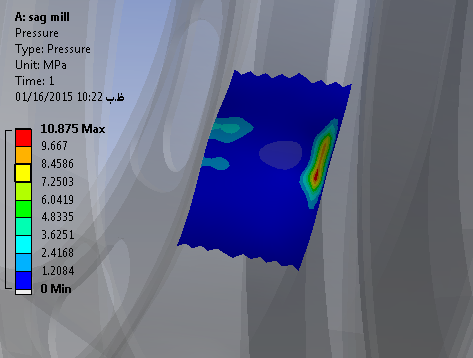 A: sag mill
Pressure
Type: Pressure
Unit: MPa
Time: 1
01/16/2015 10:22 ظ.ب
10.875 Max
9.667
8.4586
7.2503
6.0419
4.8335
3.6251
2.4168
1.2084
0 Min